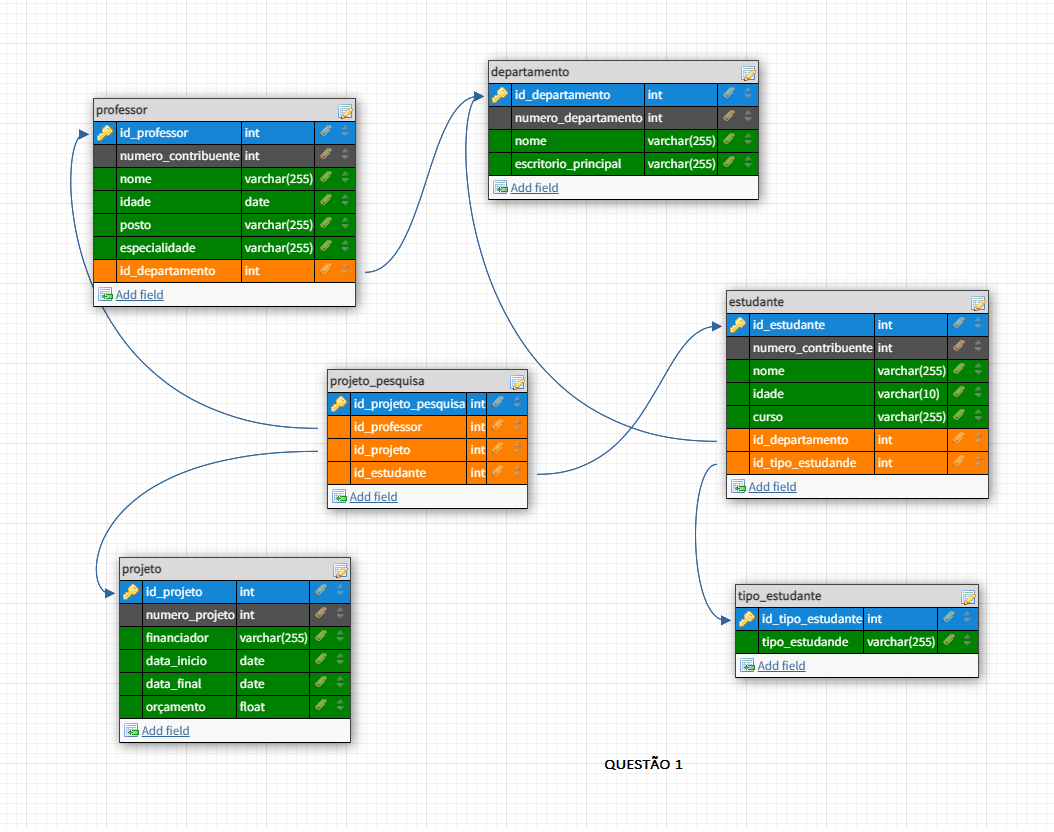 departamento
id_departamento int
numero_departamento int
nome varchar(255)
escritorio_principal varchar(255)
Add field
professor
id_professor int
numero_contribuente int
nome varchar(255)
idade date
posto varchar(255)
especialidade varchar(255)
id_departamento int
Add field
estudante
id_estudante int
numero_contribuente int
nome varchar(255)
idade varchar(10)
curso varchar(255)
id_departamento int
id_tipo_estudande int
Add field
projeto_pesquisa
id_projeto_pesquisa int
id_professor int
id_projeto int
id_estudante int
Add field
projeto
id_projeto int
numero_projeto int
financiador varchar(255)
data_inicio date
data_final date
orçamento float
Add field
tipo_estudante
id_tipo_estudante int
tipo_estudande varchar(255)
Add field
QUESTÃO 1